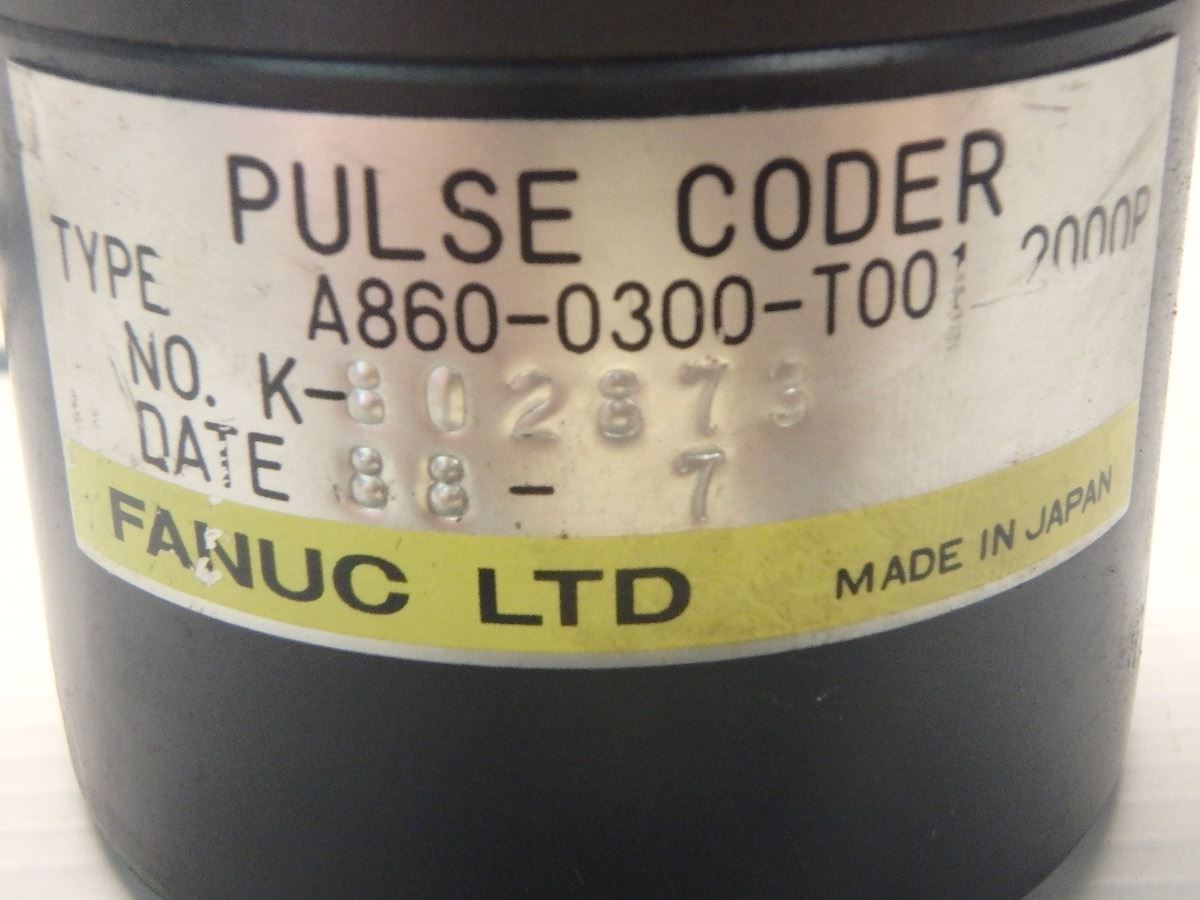 PULSE CODER
TYPE A860-0300-T001 2000P
NO. K-802873
DATE 88-7
FANUC LTD MADE IN JAPAN